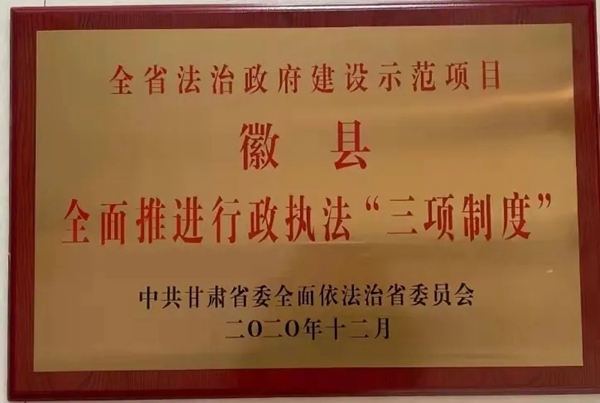 全省法治政府建设示范项目
徽 县
全面推进行政执法“三项制度”
中共甘肃省委全面依法治省委员会
二O二O年十二月